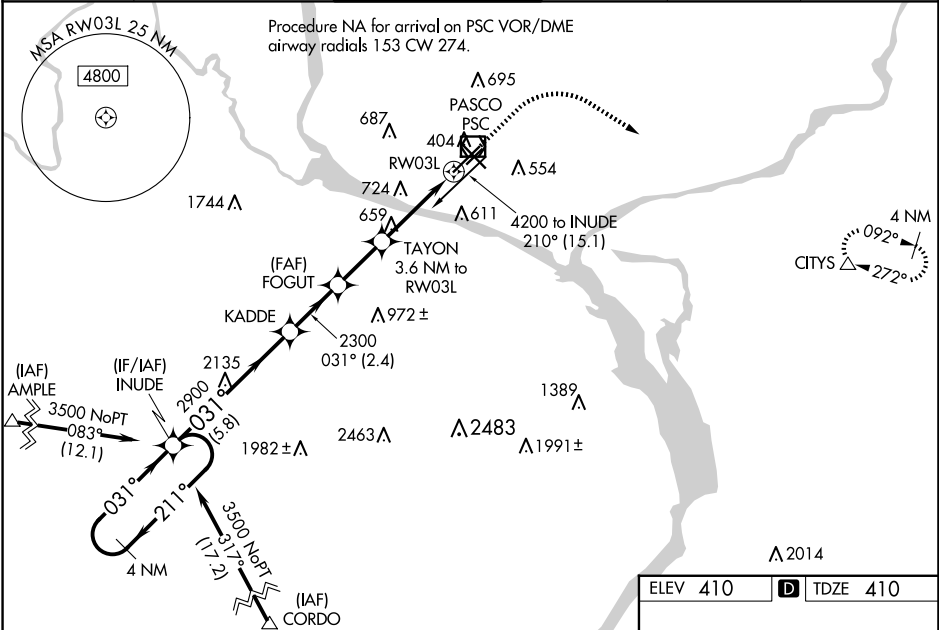 MSA RW03L 25 NM
4800
Procedure NA for arrival on PSC VOR/DME
airway radials 153 CW 274.
695
PASCO
PSC
687
404
RW03L
554
724
1744
659
611
4200 to INUDE
210° (15.1)
4 NM
092°
CITYS
272°
TAYON
3.6 NM to
RW03L
(FAF)
FOGUT
KADDE
972 ±
2300
031° (2.4)
2135
(IF/IAF)
INUDE
(IAF)
AMPLE
3500 NoPT
083°
(12.1)
2900
031°
(5.8)
1389
1982 ±
2463
2483
1991 ±
031°
211°
4 NM
3500 NoPT
317°
(17.2)
(IAF)
CORDO
2014
ELEV 410 D TDZE 410